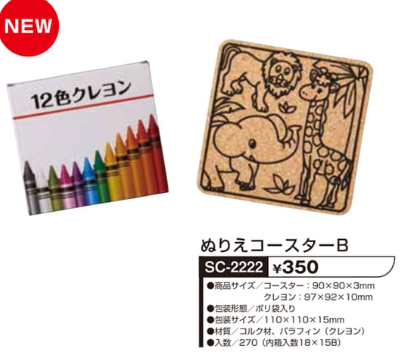 NEW
12色クレヨン
ぬりえコースターB
SC-2222 ¥350
●商品サイズ／コースター：90×90×3mm
クレヨン：97×92×10mm
●包装形態／ポリ袋入り
●包装サイズ／110×110×15mm
●材質／コルク材、パラフィン（クレヨン）
●入数／270（内箱入数18×15B）